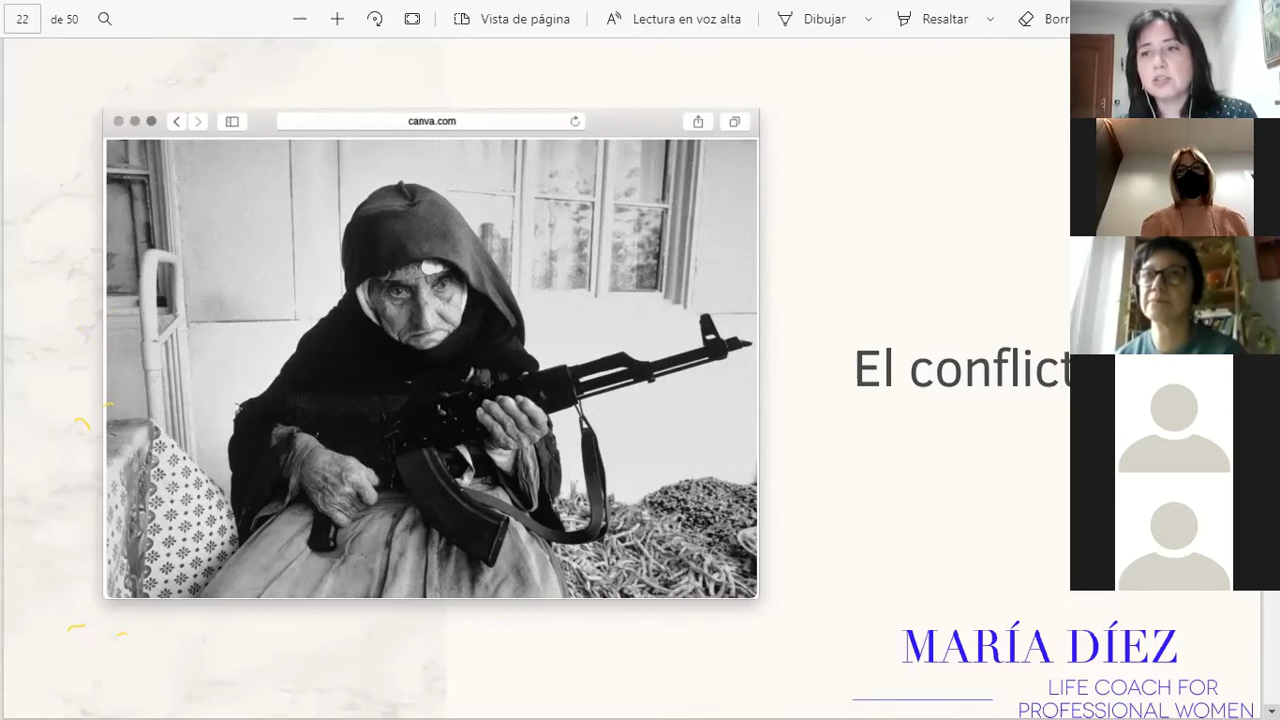 22 de 50 Vista de página Lectura en voz alta Dibujar Resaltar
canva.com
El
MARÍA DÍEZ
LIFE COACH FOR
PROFESSIONAL WOMEN